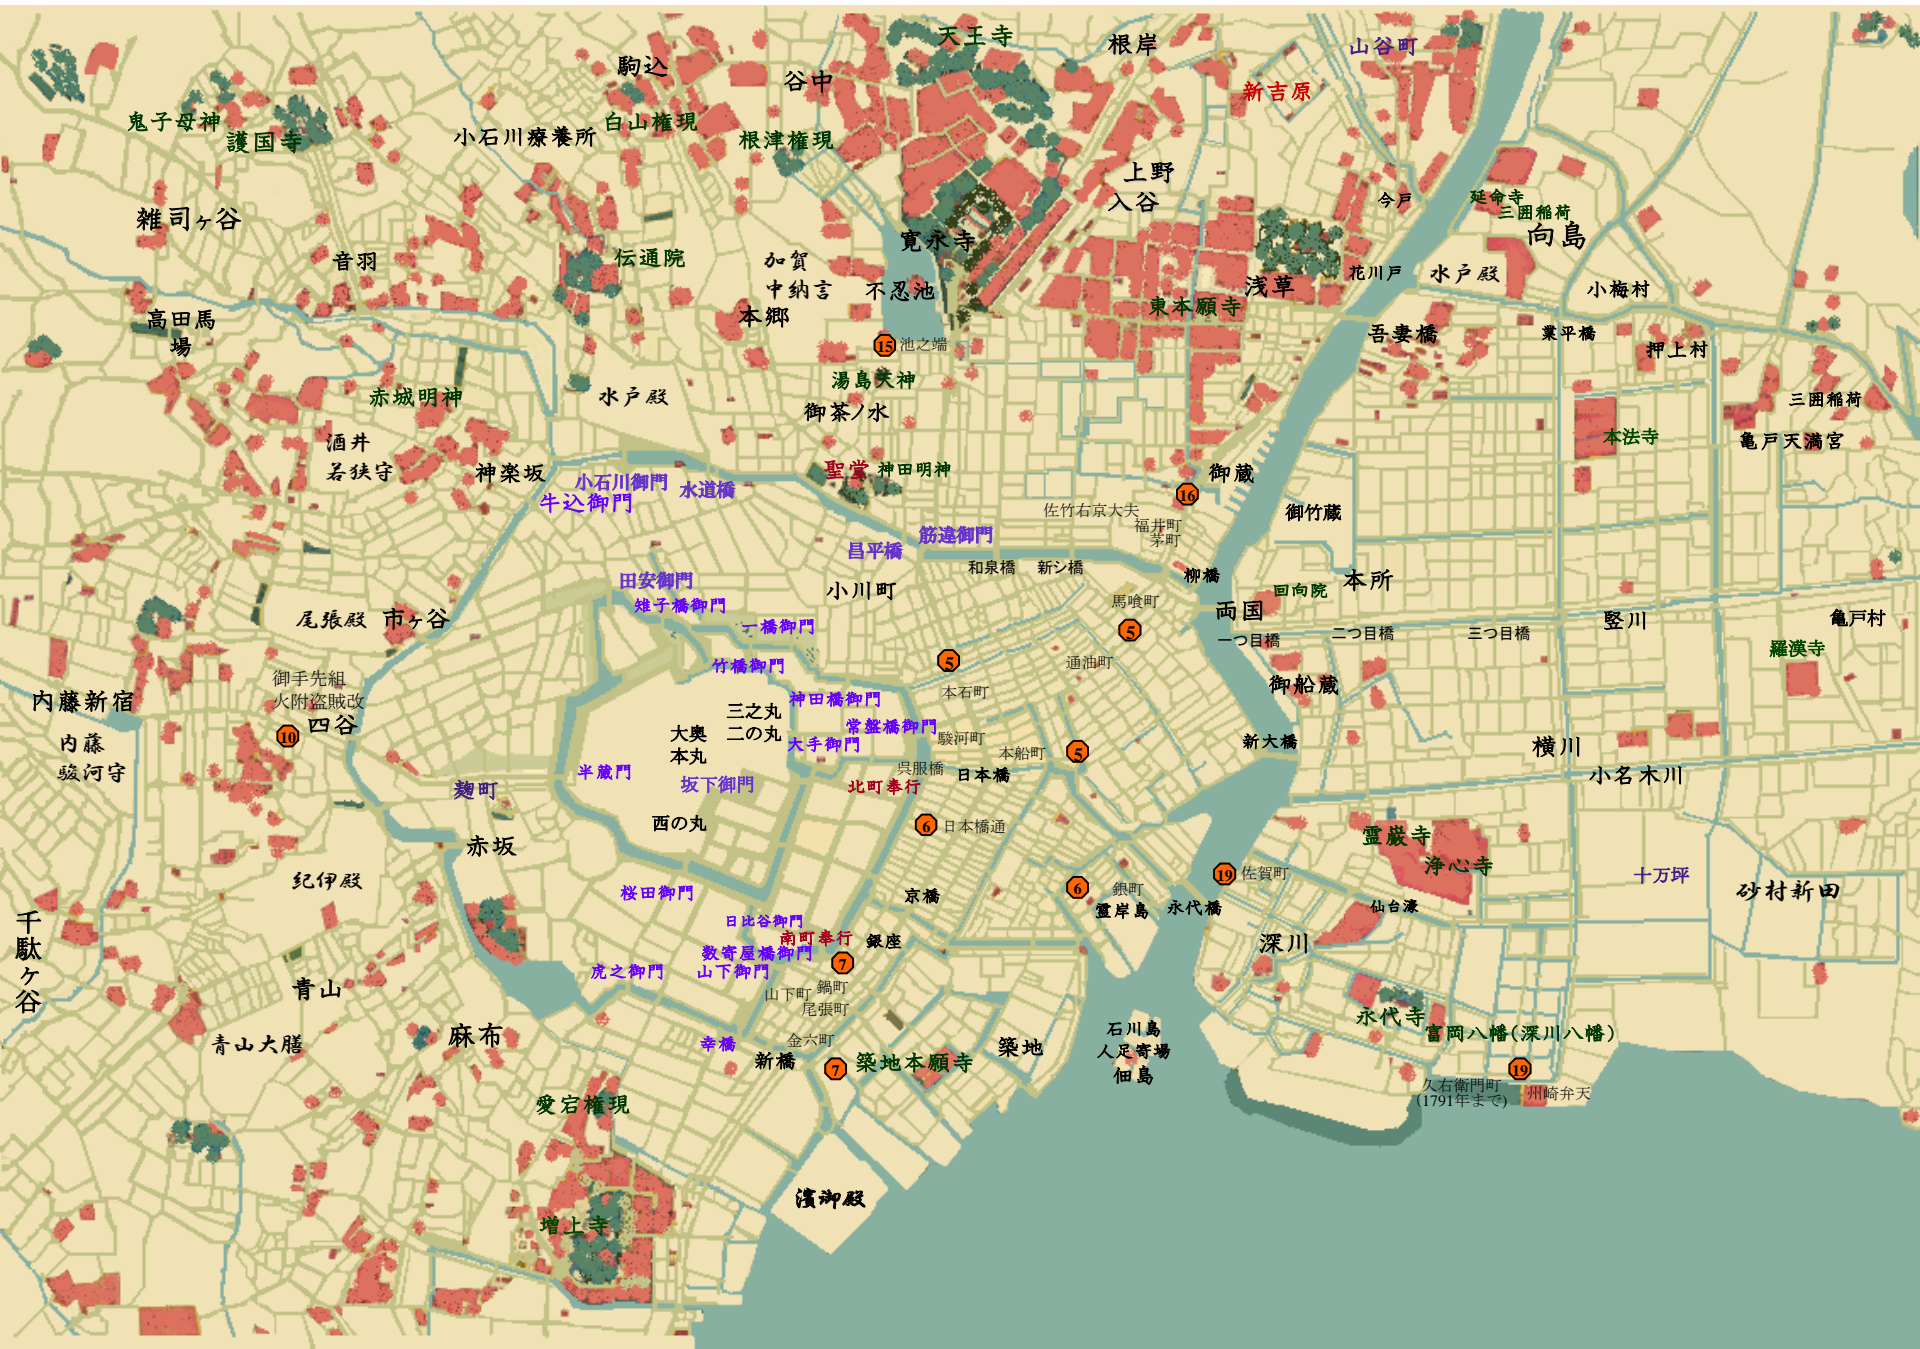 天王寺
根岸
山谷町
駒込
谷中
新吉原
鬼子母神
護国寺
小石川療養所
白山権現
根津権現
上野
入谷
今戸
延命寺
三囲稲荷
向島
雑司ヶ谷
音羽
伝通院
加賀
中納言
寛永寺
不忍池
浅草
花川戸
水戸殿
小梅村
高田馬
場
本郷
東本願寺
吾妻橋
業平橋
押上村
15
池之端
湯島天神
赤城明神
水戸殿
御茶ノ水
三囲稲荷
本法寺
亀戸天満宮
酒井
若狭守
神楽坂
小石川御門
水道橋
牛込御門
聖堂
神田明神
御蔵
16
佐竹右京大夫
福井町
茅町
御竹蔵
昌平橋
筋違御門
和泉橋
新シ橋
柳橋
田安御門
雉子橋御門
小川町
馬喰町
5
両国
回向院
本所
一つ目橋
二つ目橋
三つ目橋
竪川
亀戸村
羅漢寺
尾張殿
市ヶ谷
一橋御門
竹橋御門
5
通油町
本石町
御船蔵
御手先組
火附盗賊改
10
四谷
内藤新宿
内藤
駿河守
神田橋御門
三之丸
二の丸
大奥
本丸
常盤橋御門
大手御門
駿河町
本船町
5
新大橋
横川
小名木川
半蔵門
麹町
坂下御門
呉服橋
日本橋
北町奉行
西の丸
6
日本橋通
赤坂
霊巌寺
浄心寺
19
佐賀町
紀伊殿
桜田御門
京橋
6
銀町
霊岸島
永代橋
仙台濠
十万坪
砂村新田
千駄ヶ谷
日比谷御門
南町奉行
銀座
数寄屋橋御門
虎之御門
山下御門
7
深川
青山
山下町
鍋町
尾張町
永代寺
富岡八幡(深川八幡)
青山大膳
麻布
幸橋
金六町
新橋
7
築地本願寺
築地
石川島
人足寄場
佃島
19
久右衛門町
(1791年まで)
州崎弁天
愛宕権現
濱御殿
増上寺